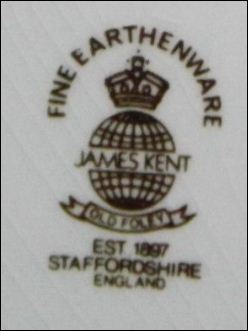 FINE EARTHENWARE
JAMES KENT
OLD FOLEY
EST 1897
STAFFORDSHIRE
ENGLAND